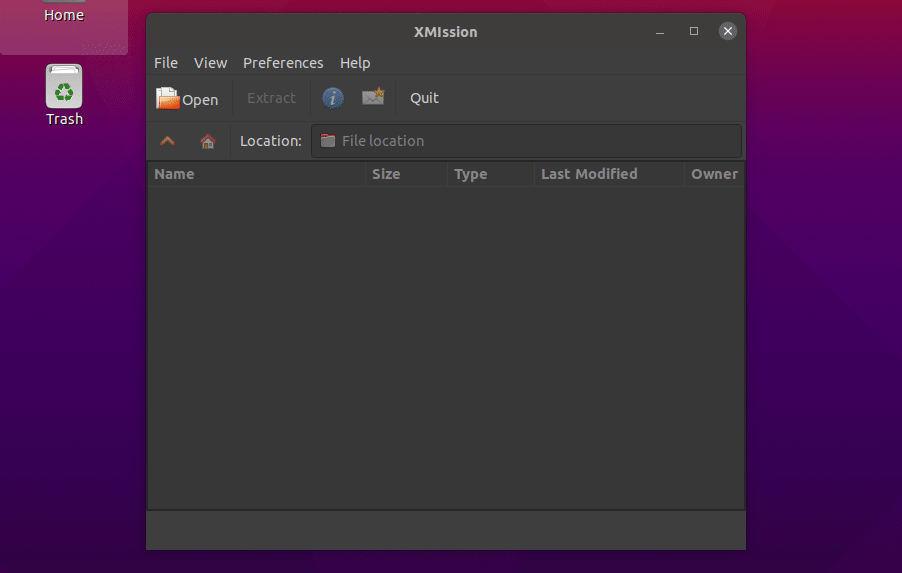 Home
Trash
XMIssion
File View Preferences Help
Open Extract Quit
Location: File location
Name Size Type Last Modified Owner